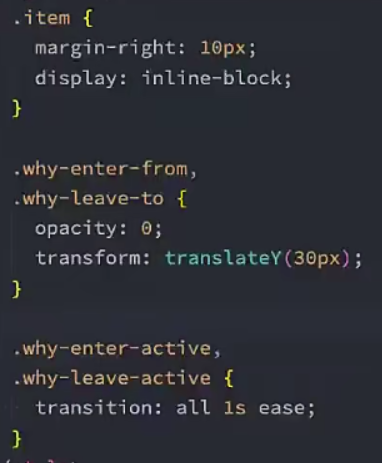 .item {
  margin-right: 10px;
  display: inline-block;
}

.why-enter-from,
.why-leave-to {
  opacity: 0;
  transform: translateY(30px);
}

.why-enter-active,
.why-leave-active {
  transition: all 1s ease;
}